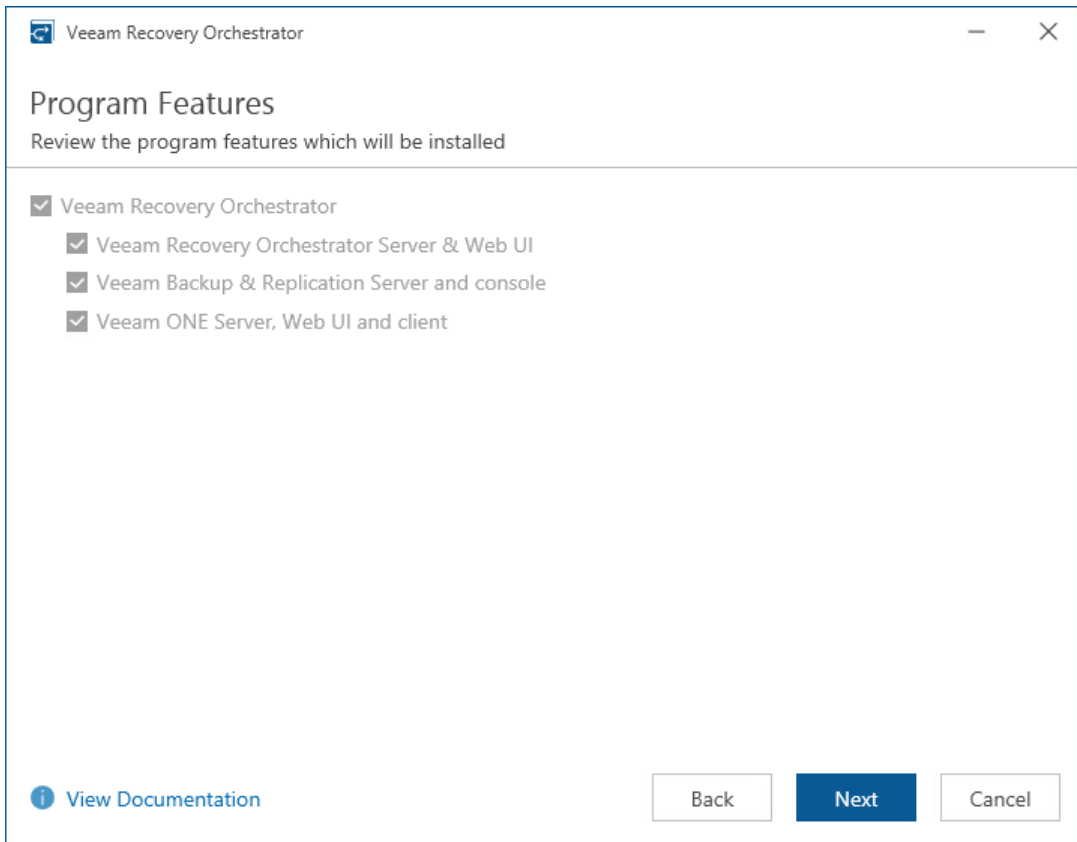 Veeam Recovery Orchestrator
Program Features
Review the program features which will be installed
Veeam Recovery Orchestrator
Veeam Recovery Orchestrator Server & Web UI
Veeam Backup & Replication Server and console
Veeam ONE Server, Web UI and client
View Documentation
Back
Next
Cancel